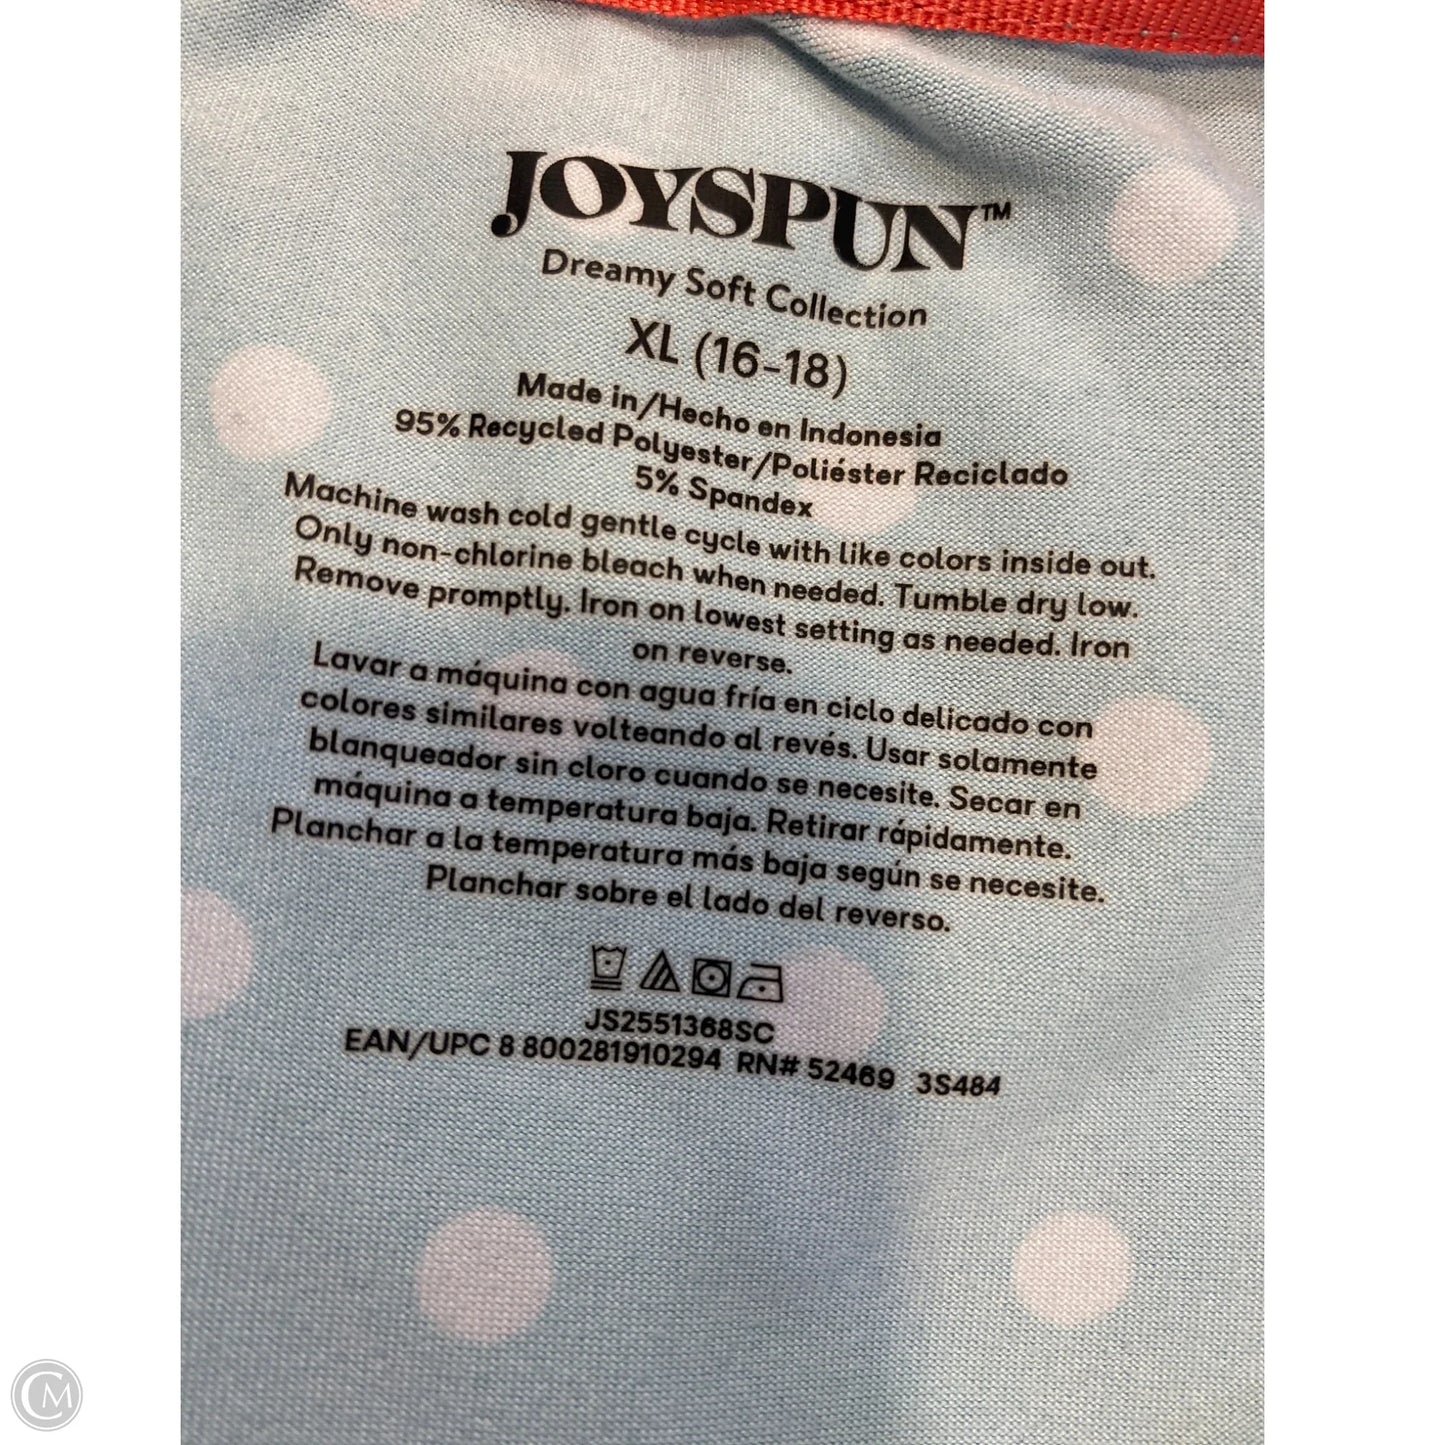 JOYSPUN™
Dreamy Soft Collection
XL (16-18)
Made in/Hecho en Indonesia
95% Recycled Polyester/Poliéster Reciclado
5% Spandex
Machine wash cold gentle cycle with like colors inside out.
Only non-chlorine bleach when needed. Tumble dry low.
Remove promptly. Iron on lowest setting as needed. Iron
on reverse.
Lavar a máquina con agua fría en ciclo delicado con
colores similares volteando al revés. Usar solamente
blanqueador sin cloro cuando se necesite. Secar en
máquina a temperatura baja. Retirar rápidamente.
Planchar a la temperatura más baja según se necesite.
Planchar sobre el lado del reverso.
JS2551368SC
EAN/UPC 8 800281910294 RN# 52469 3S484
CM